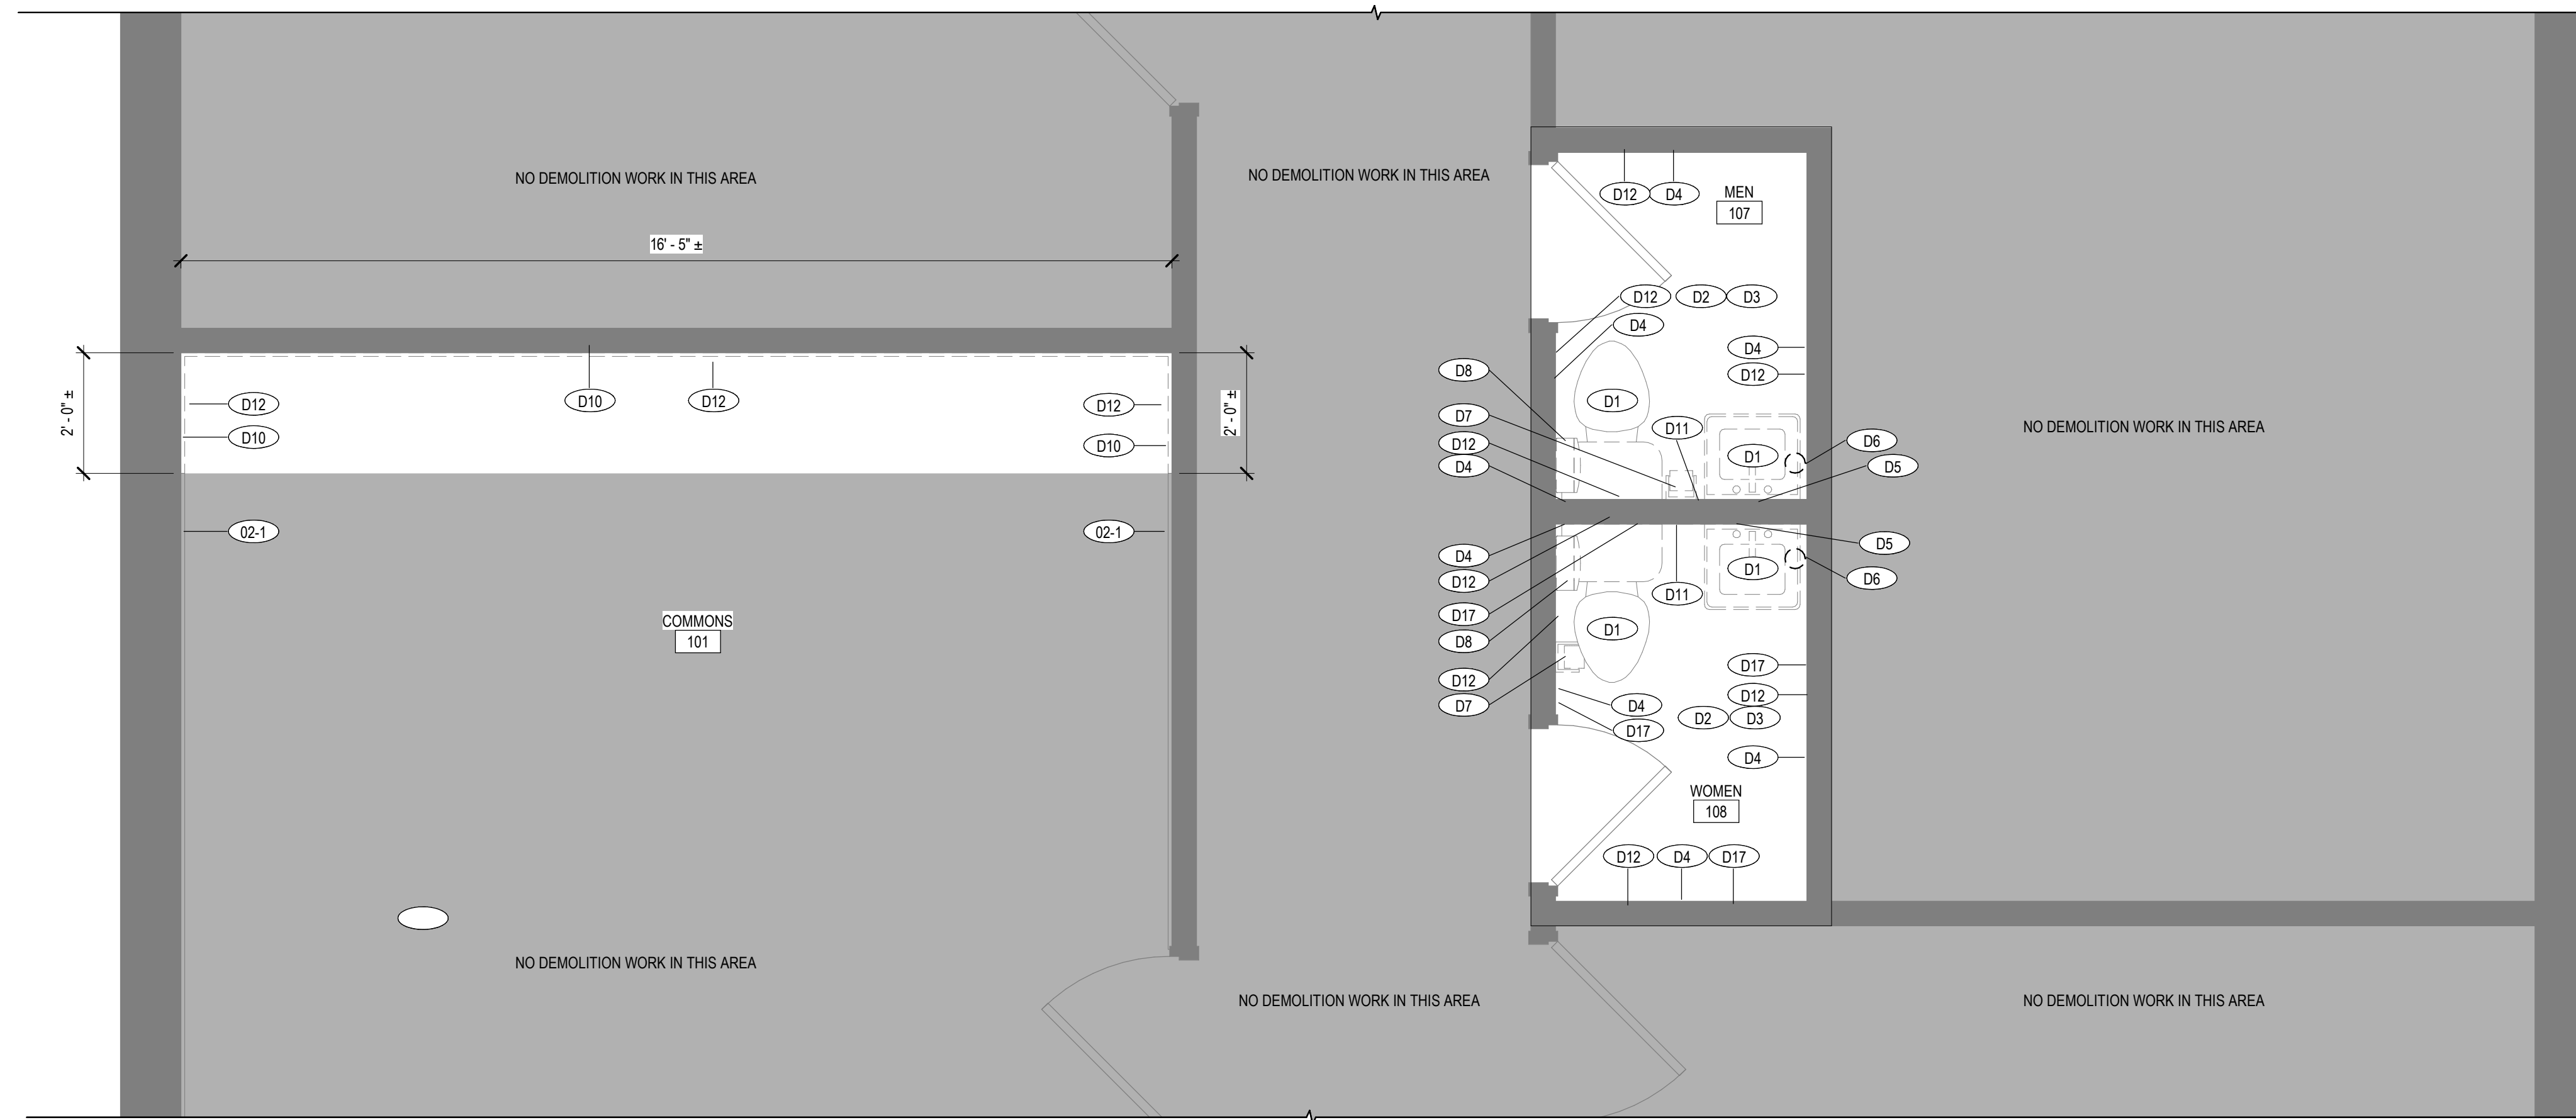 NO DEMOLITION WORK IN THIS AREA
NO DEMOLITION WORK IN THIS AREA
16' - 5" ±
2' - 0" ±
D12
D10
D10
D12
D12
D10
2' - 0" ±
02-1
02-1
COMMONS
101
NO DEMOLITION WORK IN THIS AREA
NO DEMOLITION WORK IN THIS AREA
D12
D4
MEN
107
D12
D2
D3
D4
D4
D12
D8
D1
D7
D11
D12
D4
D1
D6
D5
NO DEMOLITION WORK IN THIS AREA
D4
D12
D17
D8
D12
D7
D5
D1
D6
D11
D1
D17
D12
D4
D2
D3
D17
D4
WOMEN
108
D12
D4
D17
NO DEMOLITION WORK IN THIS AREA